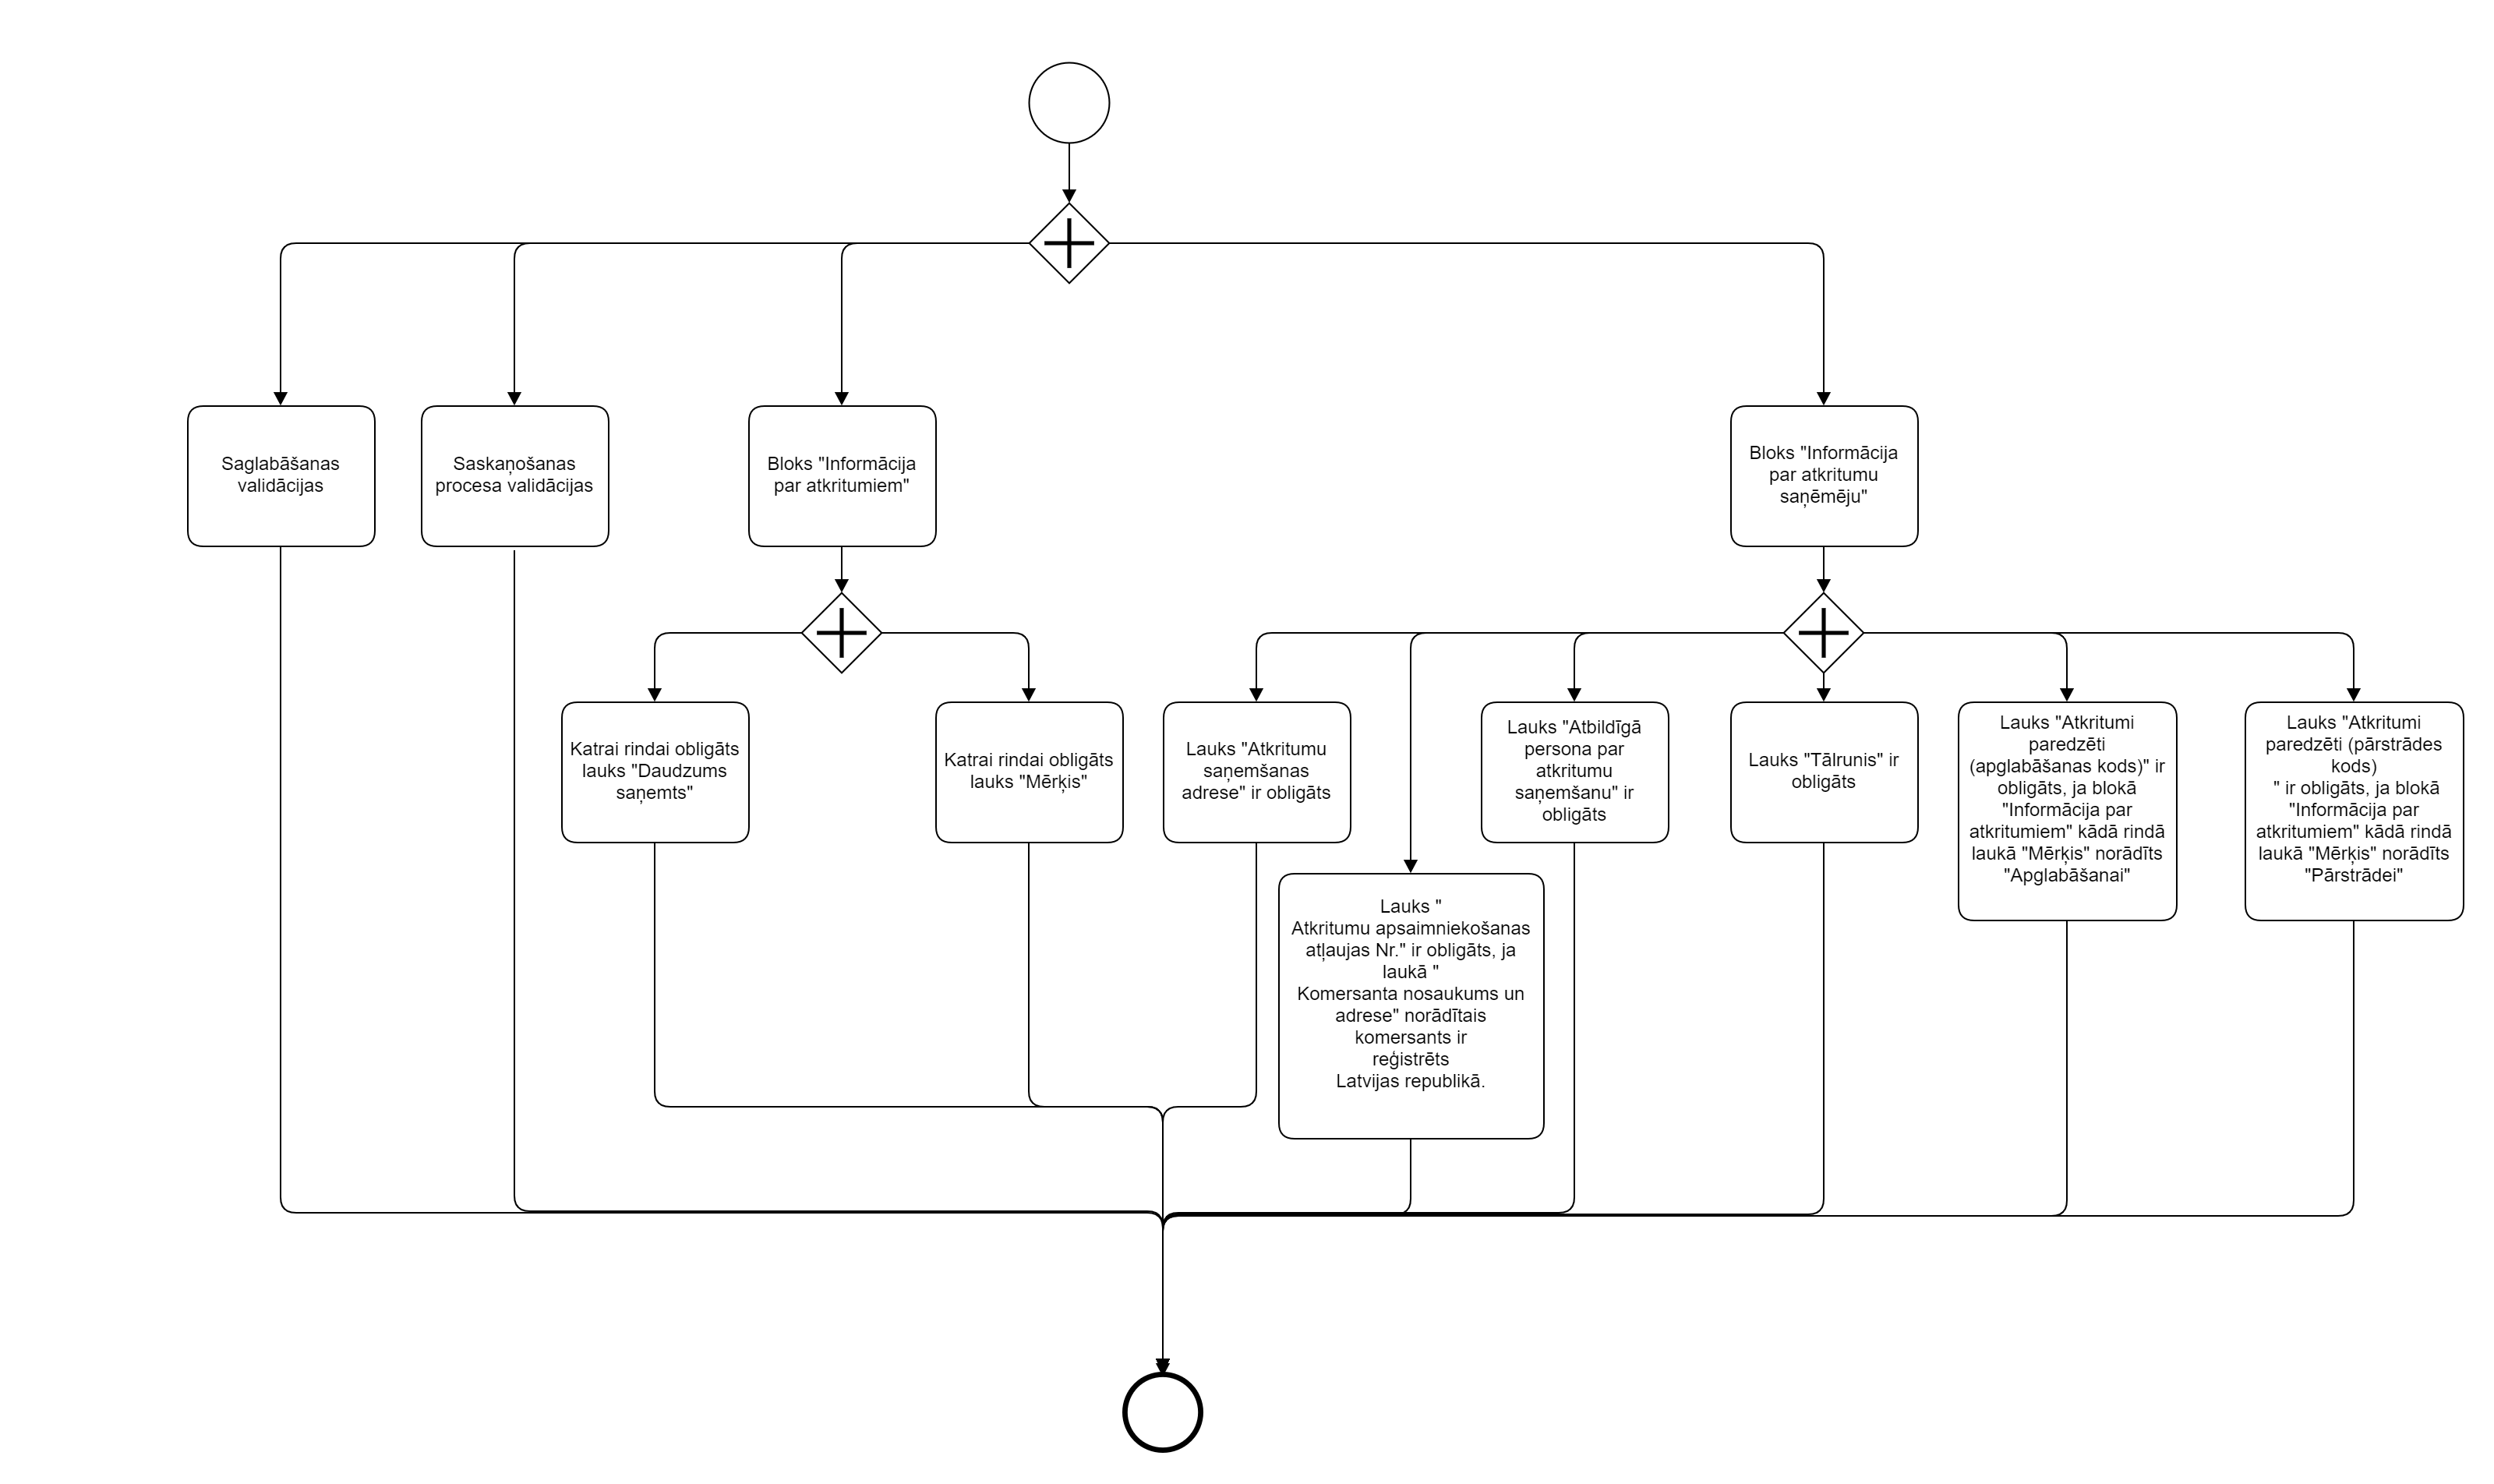 Saglabāšanas
validācijas
Saskaņošanas
procesa validācijas
Bloks "Informācija
par atkritumiem"
Bloks "Informācija
par atkritumu
saņēmēju"
Katrai rindai obligāts
lauks "Daudzums
saņemts"
Katrai rindai obligāts
lauks "Mērķis"
Lauks "Atkritumu
saņemšanas
adrese" ir obligāts
Lauks "
Atkritumu apsaimniekošanas
atļaujas Nr." ir obligāts, ja
laukā "
Komersanta nosaukums un
adrese" norādītais
komersants ir
reģistrēts
Latvijas republikā.
Lauks "Atbildīgā
persona par
atkritumu
saņemšanu" ir
obligāts
Lauks "Tālrunis" ir
obligāts
Lauks "Atkritumi
paredzēti
(apglabāšanas kods)" ir
obligāts, ja blokā
"Informācija par
atkritumiem" kādā rindā
laukā "Mērķis" norādīts
"Apglabāšanai"
Lauks "Atkritumi
paredzēti (pārstrādes
kods)
" ir obligāts, ja blokā
"Informācija par
atkritumiem" kādā rindā
laukā "Mērķis" norādīts
"Pārstrādei"